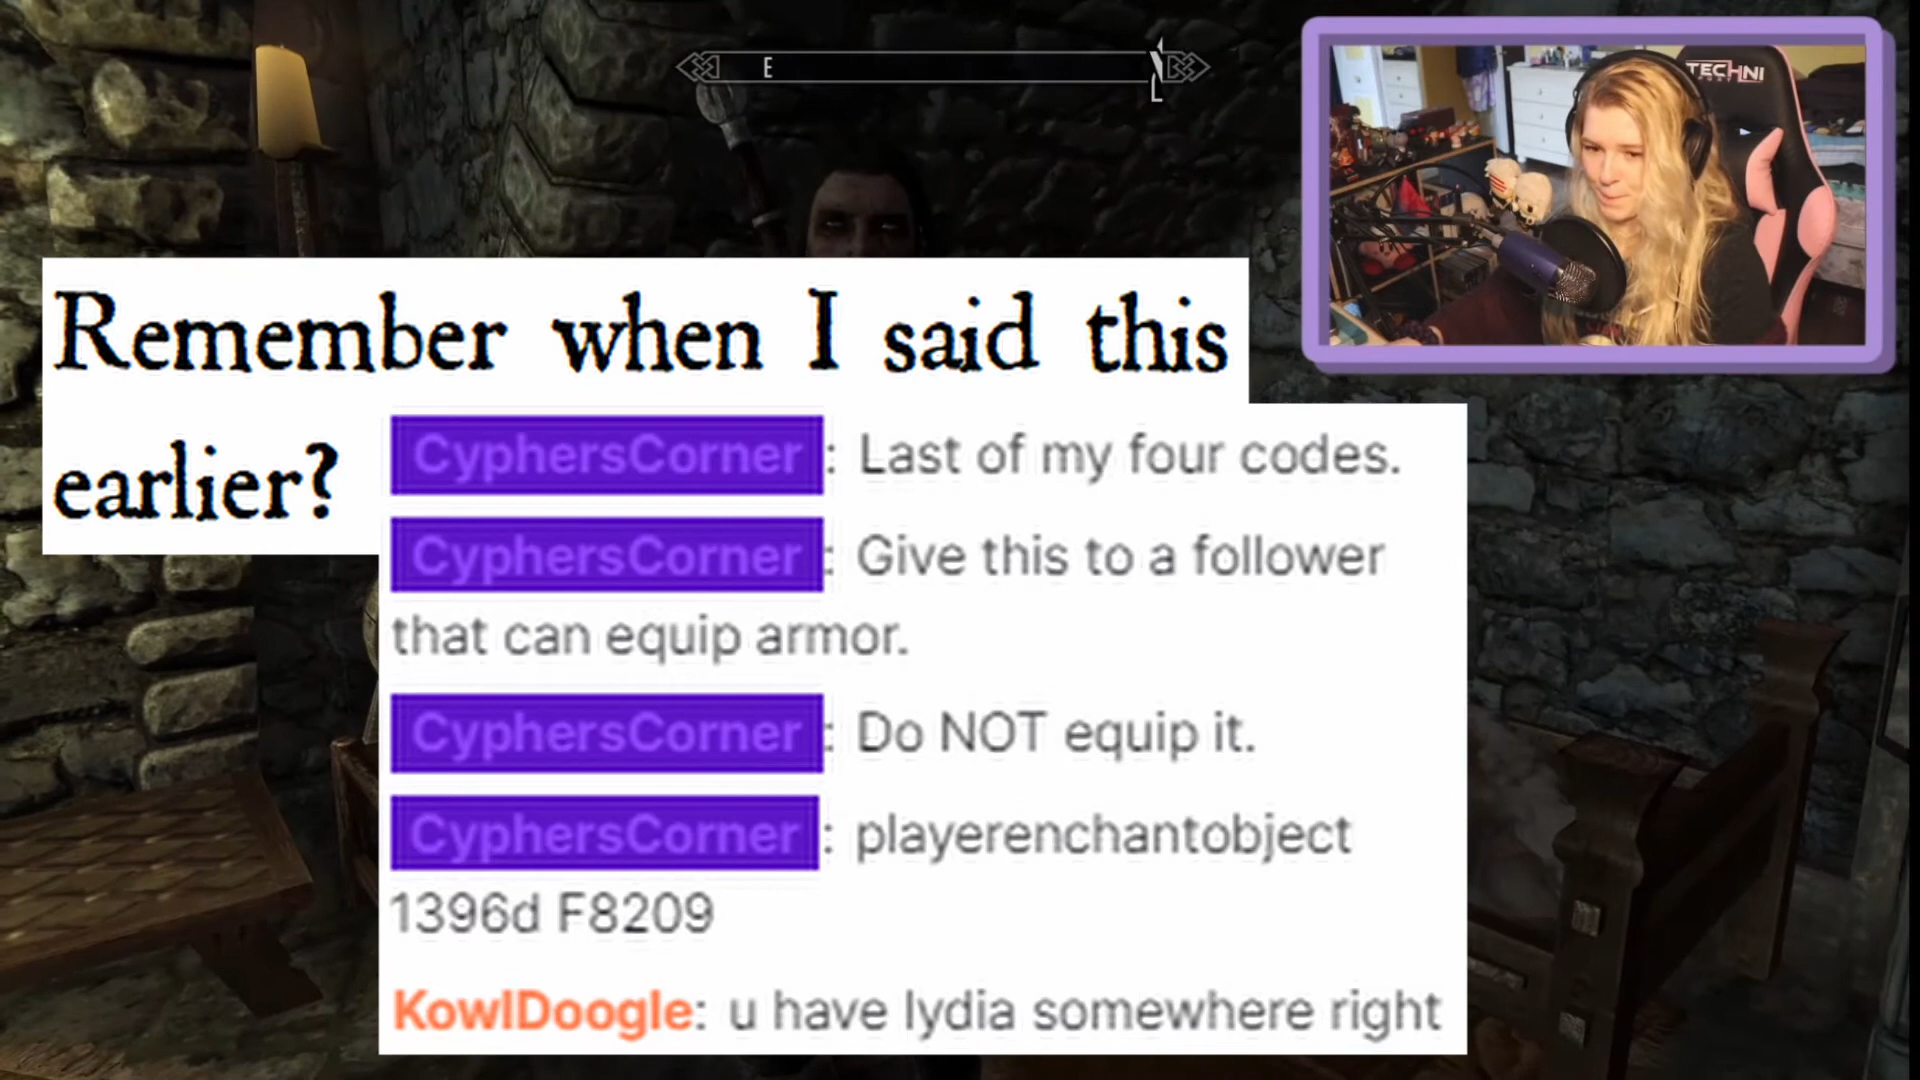 E
TECHNI
Remember when I said this
earlier?
CyphersCorner: Last of my four codes.
CyphersCorner: Give this to a follower
that can equip armor.
CyphersCorner: Do NOT equip it.
CyphersCorner: playerenchantobject
1396d F8209
KowlDoogle: u have lydia somewhere right